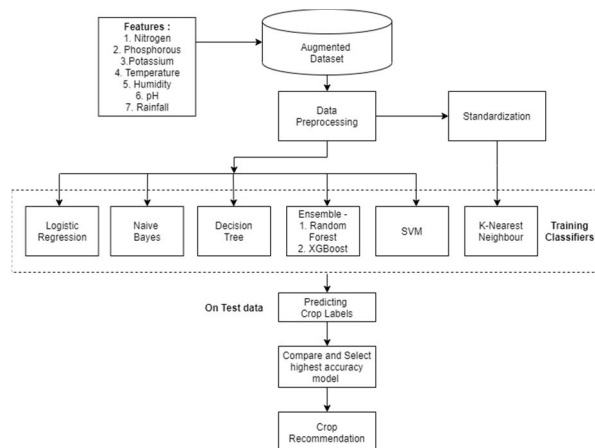 Features :
1. Nitrogen
2. Phosphorous
3.Potassium
4. Temperature
5. Humidity
6. pH
7. Rainfall
Augmented
Dataset
Data
Preprocessing
Standardization
Logistic
Regression
Naive
Bayes
Decision
Tree
Ensemble -
1. Random
Forest
2. XGBoost
SVM
K-Nearest
Neighbour
Training
Classifiers
On Test data
Predicting
Crop Labels
Compare and Select
highest accuracy
model
Crop
Recommendation